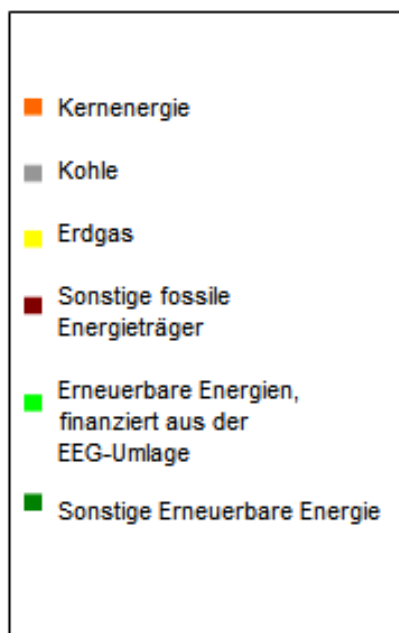 Kernenergie
Kohle
Erdgas
Sonstige fossile
Energieträger
Erneuerbare Energien,
finanziert aus der
EEG-Umlage
Sonstige Erneuerbare Energie